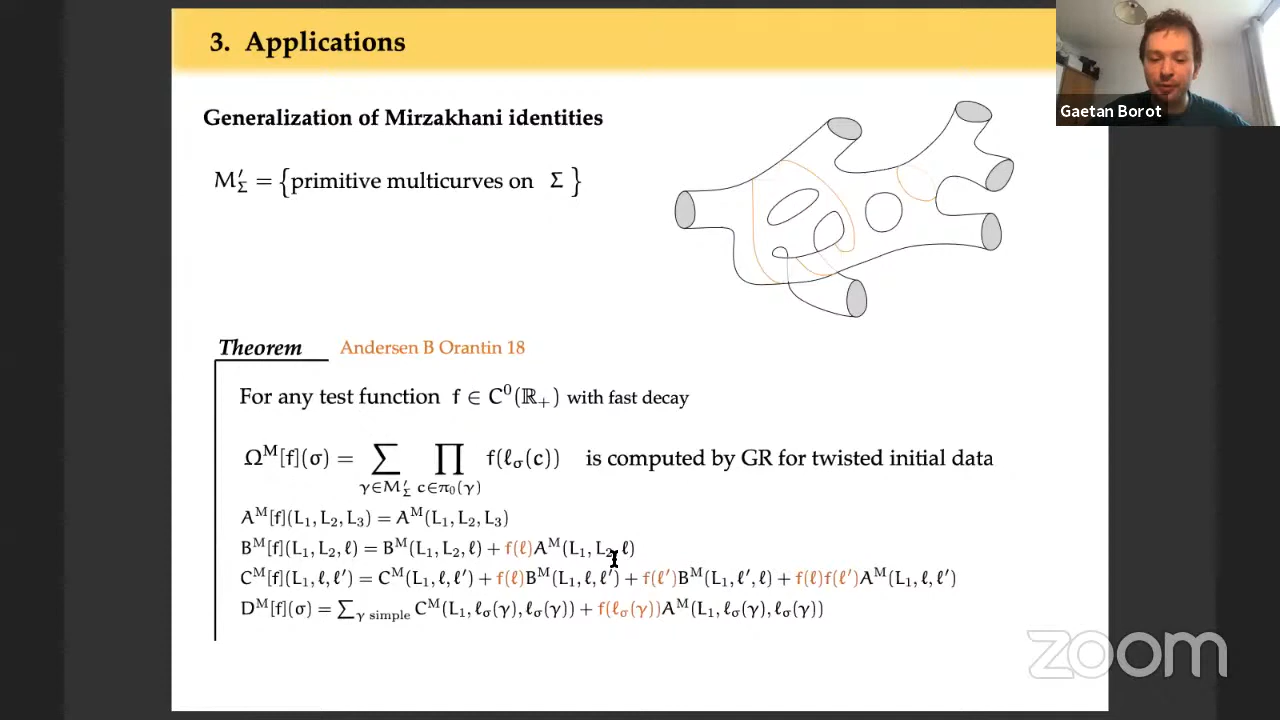 3. Applications
Gaetan Borot
Generalization of Mirzakhani identities
M′_Σ = {primitive multicurves on Σ}
Theorem Andersen B Orantin 18
For any test function f ∈ C⁰(ℝ₊) with fast decay
Ω^M[f](σ) = ∑_{γ∈M′_Σ} ∏_{c∈π₀(γ)} f(ℓ_σ(c)) is computed by GR for twisted initial data
A^M[f](L₁, L₂, L₃) = A^M(L₁, L₂, L₃)
B^M[f](L₁, L₂, ℓ) = B^M(L₁, L₂, ℓ) + f(ℓ)A^M(L₁, L₂, ℓ)
C^M[f](L₁, ℓ, ℓ′) = C^M(L₁, ℓ, ℓ′) + f(ℓ)B^M(L₁, ℓ, ℓ′) + f(ℓ′)B^M(L₁, ℓ′, ℓ) + f(ℓ)f(ℓ′)A^M(L₁, ℓ, ℓ′)
D^M[f](σ) = ∑_{γ simple} C^M(L₁, ℓ_σ(γ), ℓ_σ(γ)) + f(ℓ_σ(γ))A^M(L₁, ℓ_σ(γ), ℓ_σ(γ))
zoom